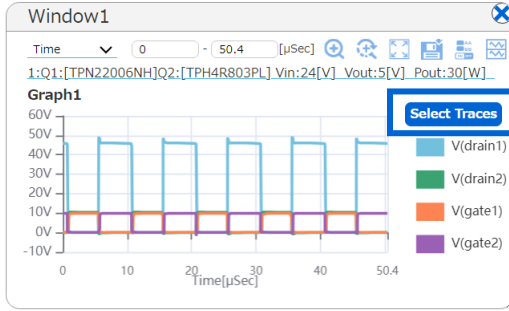 Window1
Time 0 - 50.4 [μSec]
1:Q1:[TPN22006NH]Q2:[TPH4R803PL] Vin:24[V] Vout:5[V] Pout:30[W]
Graph1
Select Traces
60V
50V
40V
30V
20V
10V
0V
-10V
0 10 20 30 40 50.4
Time[μSec]
V(drain1)
V(drain2)
V(gate1)
V(gate2)